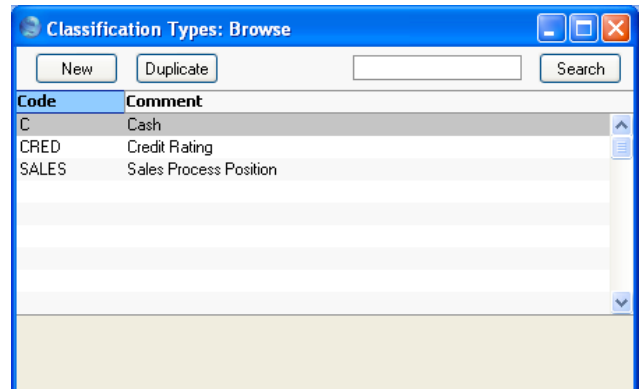 Classification Types: Browse
New Duplicate Search
Code Comment
C Cash
CRED Credit Rating
SALES Sales Process Position